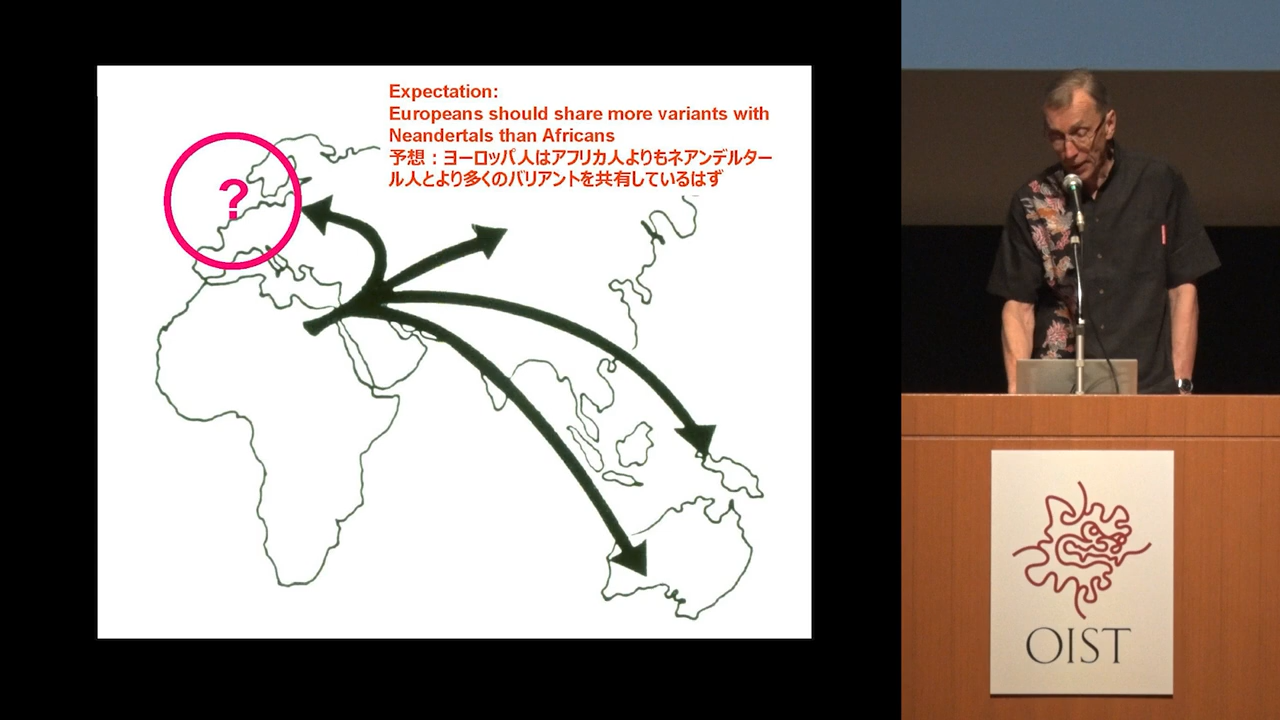 Expectation:
Europeans should share more variants with
Neandertals than Africans
予想：ヨーロッパ人はアフリカ人よりもネアンデルター
ル人とより多くのバリアントを共有しているはず
?
OIST